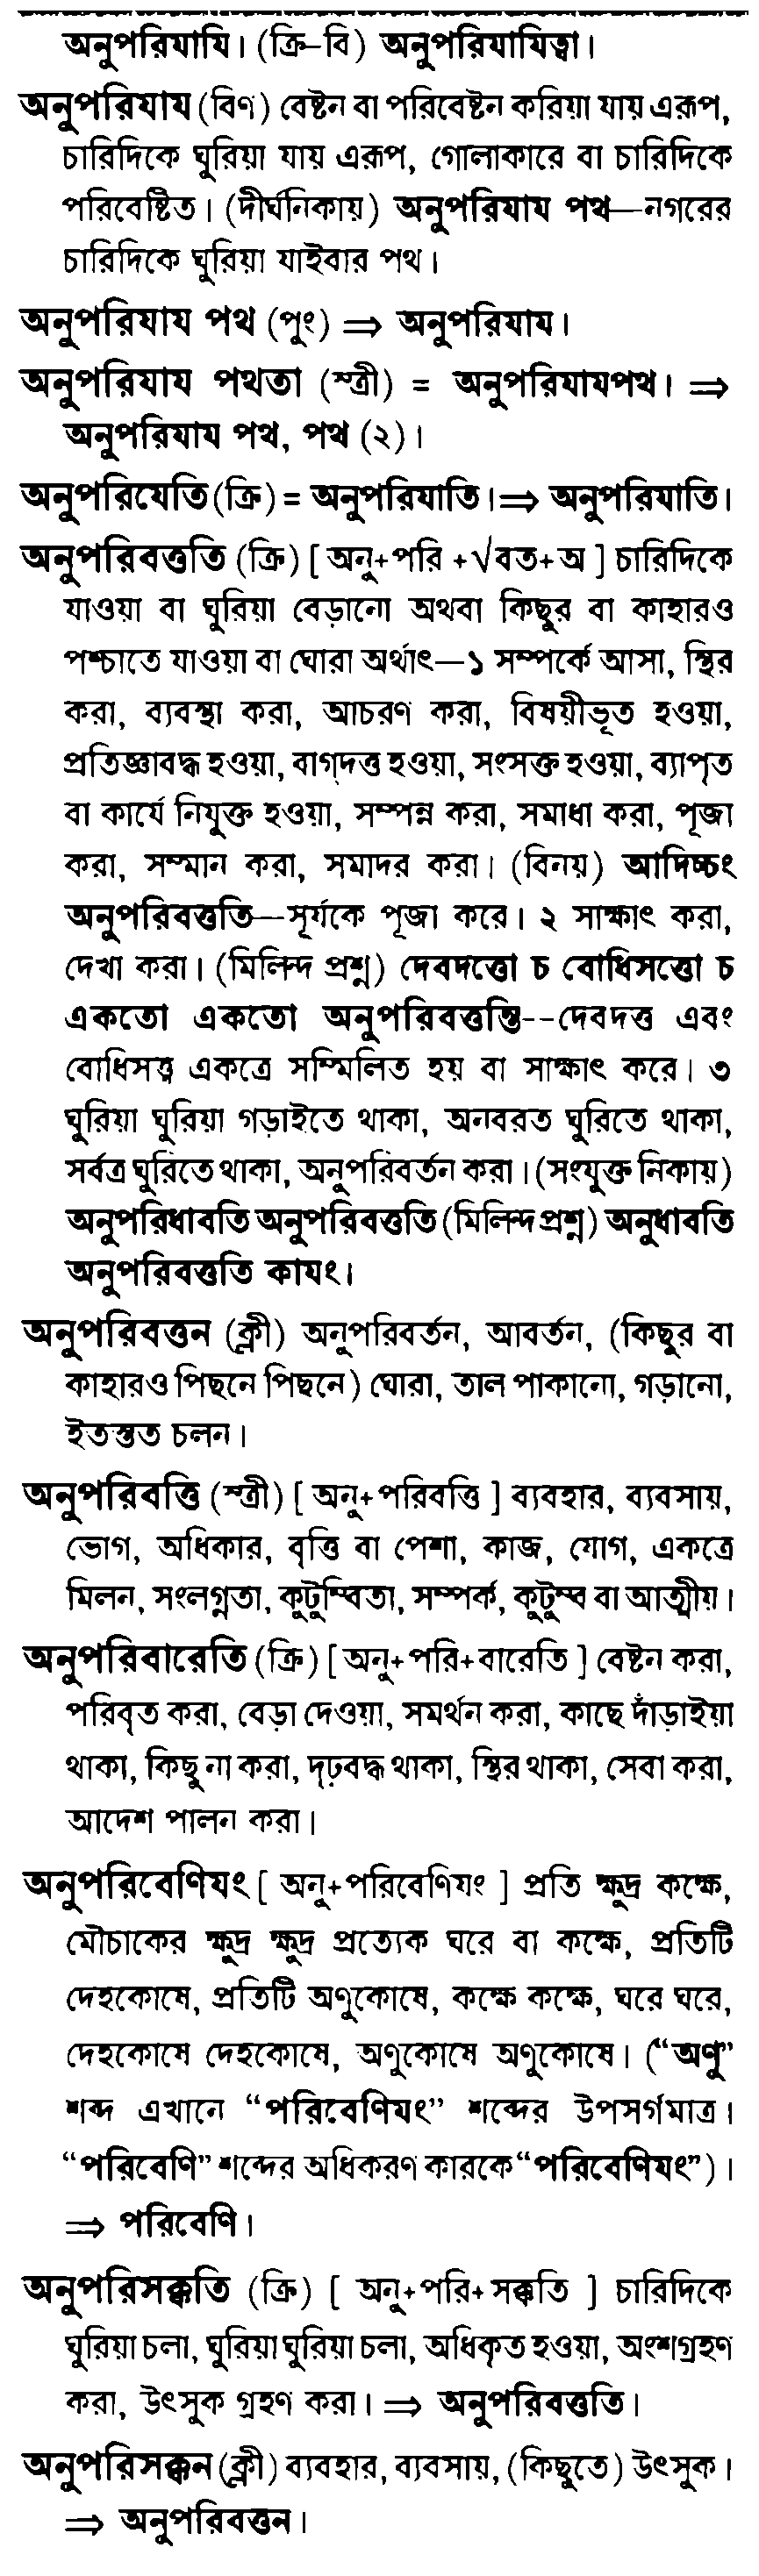 অনুপরিযাযি। (ক্রি-বি) অনুপরিযাযিত্বা।
অনুপরিযায (বিণ) বেষ্টন বা পরিবেষ্টন করিয়া যায় এরূপ,
চারিদিকে ঘুরিয়া যায় এরূপ, গোলাকারে বা চারিদিকে
পরিবেষ্টিত। (দীর্ঘনিকায়) অনুপরিযায পথ—নগরের
চারিদিকে ঘুরিয়া যাইবার পথ।
অনুপরিযায পথ (পুং) ⇒ অনুপরিযায।
অনুপরিযায পথতা (স্ত্রী) = অনুপরিযাযপথ। ⇒
অনুপরিযায পথ, পথ (২)।
অনুপরিযেতি (ক্রি) = অনুপরিযাতি। ⇒ অনুপরিযাতি।
অনুপরিবত্ততি (ক্রি) [ অনু+পরি +√বত+অ ] চারিদিকে
যাওয়া বা ঘুরিয়া বেড়ানো অথবা কিছুর বা কাহারও
পশ্চাতে যাওয়া বা ঘোরা অর্থাৎ—১ সম্পর্কে আসা, স্থির
করা, ব্যবস্থা করা, আচরণ করা, বিষয়ীভূত হওয়া,
প্রতিজ্ঞাবদ্ধ হওয়া, বাগ্‌দত্ত হওয়া, সংসক্ত হওয়া, ব্যাপৃত
বা কার্যে নিযুক্ত হওয়া, সম্পন্ন করা, সমাধা করা, পূজা
করা, সম্মান করা, সমাদর করা। (বিনয়) আদিচ্চং
অনুপরিবত্ততি—সূর্যকে পূজা করে। ২ সাক্ষাৎ করা,
দেখা করা। (মিলিন্দ প্রশ্ন) দেবদত্তো চ বোধিসত্তো চ
একতো একতো অনুপরিবত্তন্তি--দেবদত্ত এবং
বোধিসত্ত্ব একত্রে সম্মিলিত হয় বা সাক্ষাৎ করে। ৩
ঘুরিয়া ঘুরিয়া গড়াইতে থাকা, অনবরত ঘুরিতে থাকা,
সর্বত্র ঘুরিতে থাকা, অনুপরিবর্তন করা। (সংযুক্ত নিকায়)
অনুপরিধাবতি অনুপরিবত্ততি (মিলিন্দ প্রশ্ন) অনুধাবতি
অনুপরিবত্ততি কাযং।
অনুপরিবত্তন (ক্লী) অনুপরিবর্তন, আবর্তন, (কিছুর বা
কাহারও পিছনে পিছনে) ঘোরা, তাল পাকানো, গড়ানো,
ইতস্তত চলন।
অনুপরিবত্তি (স্ত্রী) [ অনু+পরিবত্তি ] ব্যবহার, ব্যবসায়,
ভোগ, অধিকার, বৃত্তি বা পেশা, কাজ, যোগ, একত্রে
মিলন, সংলগ্নতা, কুটুম্বিতা, সম্পর্ক, কুটুম্ব বা আত্মীয়।
অনুপরিবারেতি (ক্রি) [ অনু+পরি+বারেতি ] বেষ্টন করা,
পরিবৃত করা, বেড়া দেওয়া, সমর্থন করা, কাছে দাঁড়াইয়া
থাকা, কিছু না করা, দৃঢ়বদ্ধ থাকা, স্থির থাকা, সেবা করা,
আদেশ পালন করা।
অনুপরিবেণিযং [ অনু+পরিবেণিযং ] প্রতি ক্ষুদ্র কক্ষে,
মৌচাকের ক্ষুদ্র ক্ষুদ্র প্রত্যেক ঘরে বা কক্ষে, প্রতিটি
দেহকোষে, প্রতিটি অণুকোষে, কক্ষে কক্ষে, ঘরে ঘরে,
দেহকোষে দেহকোষে, অণুকোষে অণুকোষে। (“অণু”
শব্দ এখানে “পরিবেণিযং” শব্দের উপসর্গমাত্র।
“পরিবেণি” শব্দের অধিকরণ কারকে “পরিবেণিযং”)।
⇒ পরিবেণি।
অনুপরিসক্কতি (ক্রি) [ অনু+পরি+সক্কতি ] চারিদিকে
ঘুরিয়া চলা, ঘুরিয়া ঘুরিয়া চলা, অধিকৃত হওয়া, অংশগ্রহণ
করা, উৎসুক গ্রহণ করা। ⇒ অনুপরিবত্ততি।
অনুপরিসক্কন (ক্লী) ব্যবহার, ব্যবসায়, (কিছুতে) উৎসুক।
⇒ অনুপরিবত্তন।